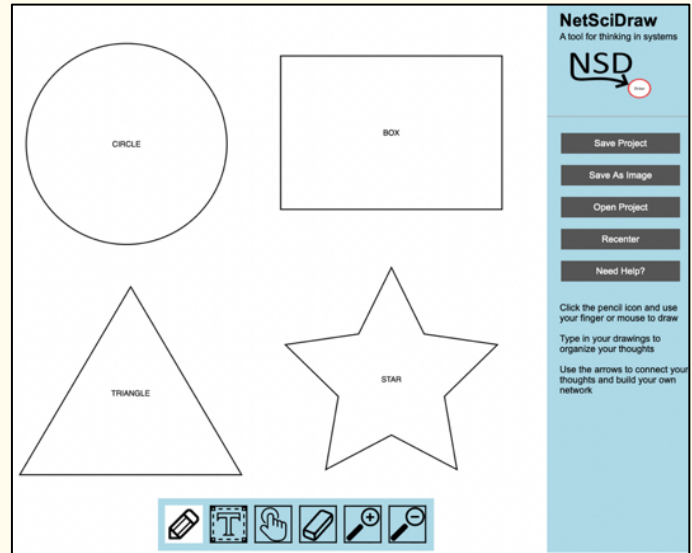 CIRCLE
BOX
TRIANGLE
STAR
T
NetSciDraw
A tool for thinking in systems
NSD
Save Project
Save As Image
Open Project
Recenter
Need Help?
Click the pencil icon and use
your finger or mouse to draw
Type in your drawings to
organize your thoughts
Use the arrows to connect your
thoughts and build your own
network